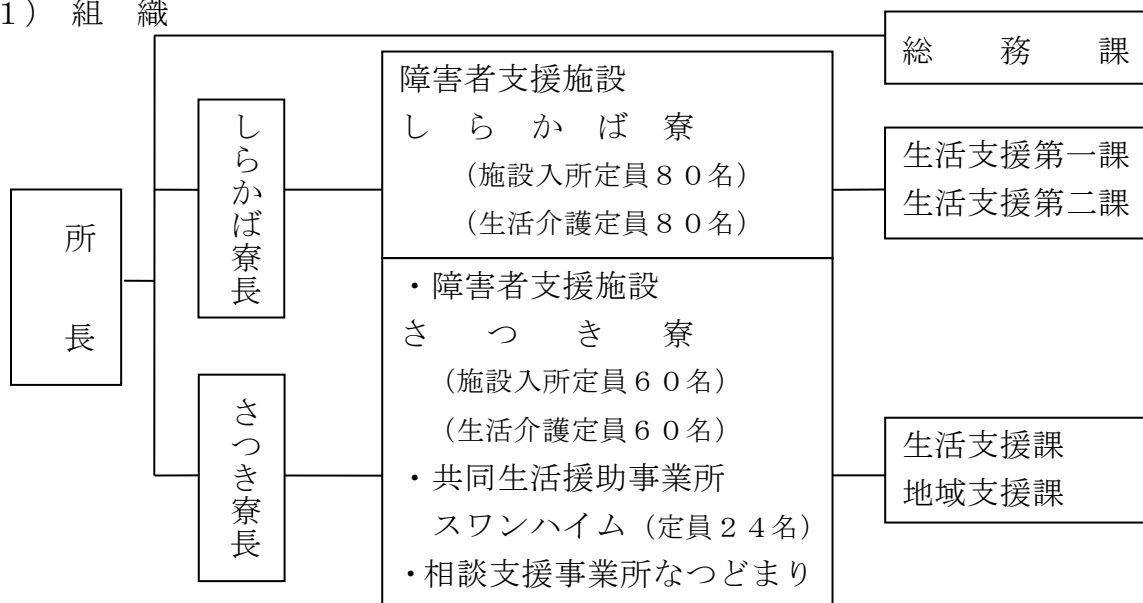 1） 組 織
総 務 課
障害者支援施設
し ら か ば 寮
（施設入所定員８０名）
（生活介護定員８０名）
しらかば寮長
生活支援第一課
生活支援第二課
所 長
・障害者支援施設
さ つ き 寮
（施設入所定員６０名）
（生活介護定員６０名）
・共同生活援助事業所
スワンハイム（定員２４名）
・相談支援事業所なつどまり
さつき寮長
生活支援課
地域支援課